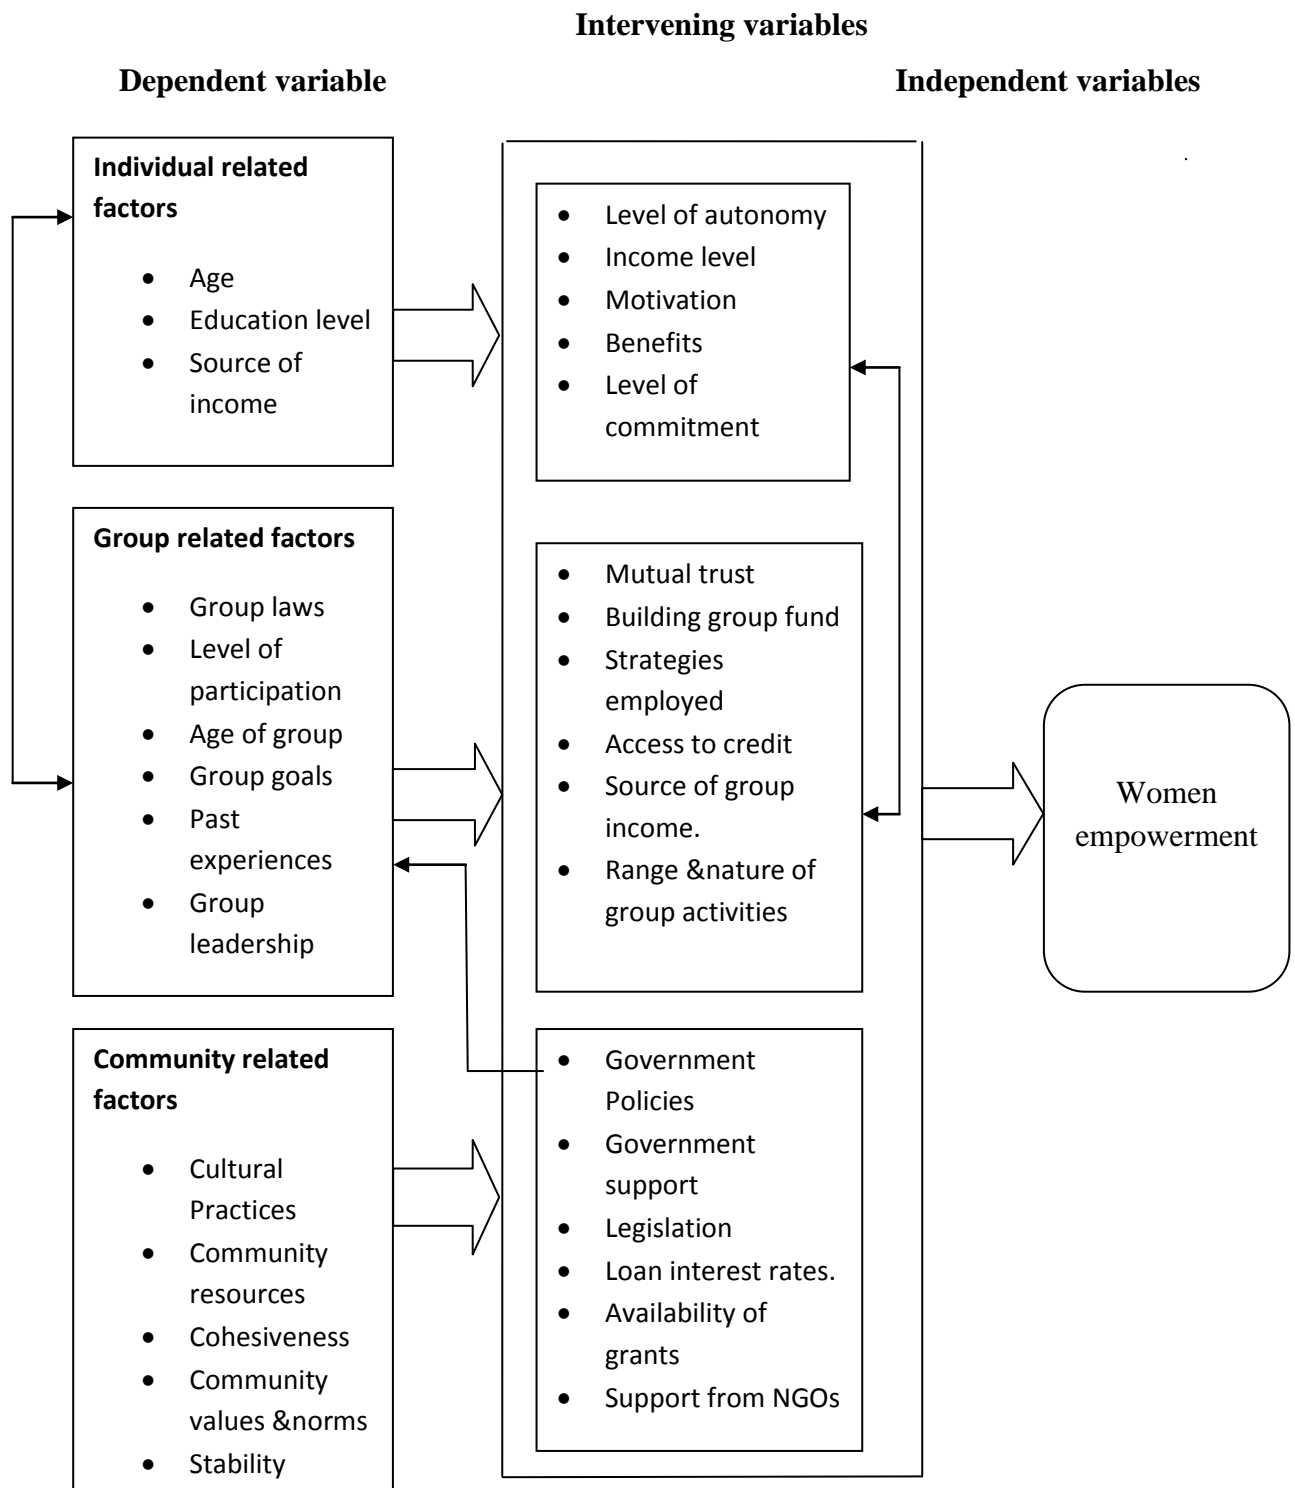 Intervening variables
Dependent variable
Independent variables
Individual related
factors
• Age
• Education level
• Source of
income
Group related factors
• Group laws
• Level of
participation
• Age of group
• Group goals
• Past
experiences
• Group
leadership
Community related
factors
• Cultural
Practices
• Community
resources
• Cohesiveness
• Community
values &norms
• Stability
• Level of autonomy
• Income level
• Motivation
• Benefits
• Level of
commitment
• Mutual trust
• Building group fund
• Strategies
employed
• Access to credit
• Source of group
income.
• Range &nature of
group activities
• Government
Policies
• Government
support
• Legislation
• Loan interest rates.
• Availability of
grants
• Support from NGOs
Women
empowerment